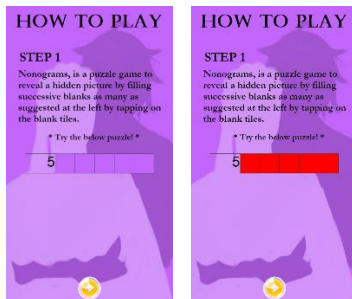 HOW TO PLAY
STEP 1
Nonograms, is a puzzle game to
reveal a hidden picture by filling
successive blanks as many as
suggested at the left by tapping on
the blank tiles.
* Try the below puzzle! *
5
HOW TO PLAY
STEP 1
Nonograms, is a puzzle game to
reveal a hidden picture by filling
successive blanks as many as
suggested at the left by tapping on
the blank tiles.
* Try the below puzzle! *
5